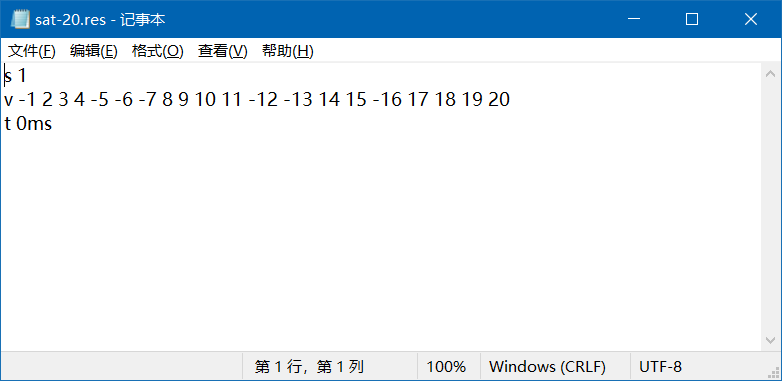 sat-20.res - 记事本
文件(F) 编辑(E) 格式(O) 查看(V) 帮助(H)
s 1
v -1 2 3 4 -5 -6 -7 8 9 10 11 -12 -13 14 15 -16 17 18 19 20
t 0ms
第 1 行，第 1 列 100% Windows (CRLF) UTF-8